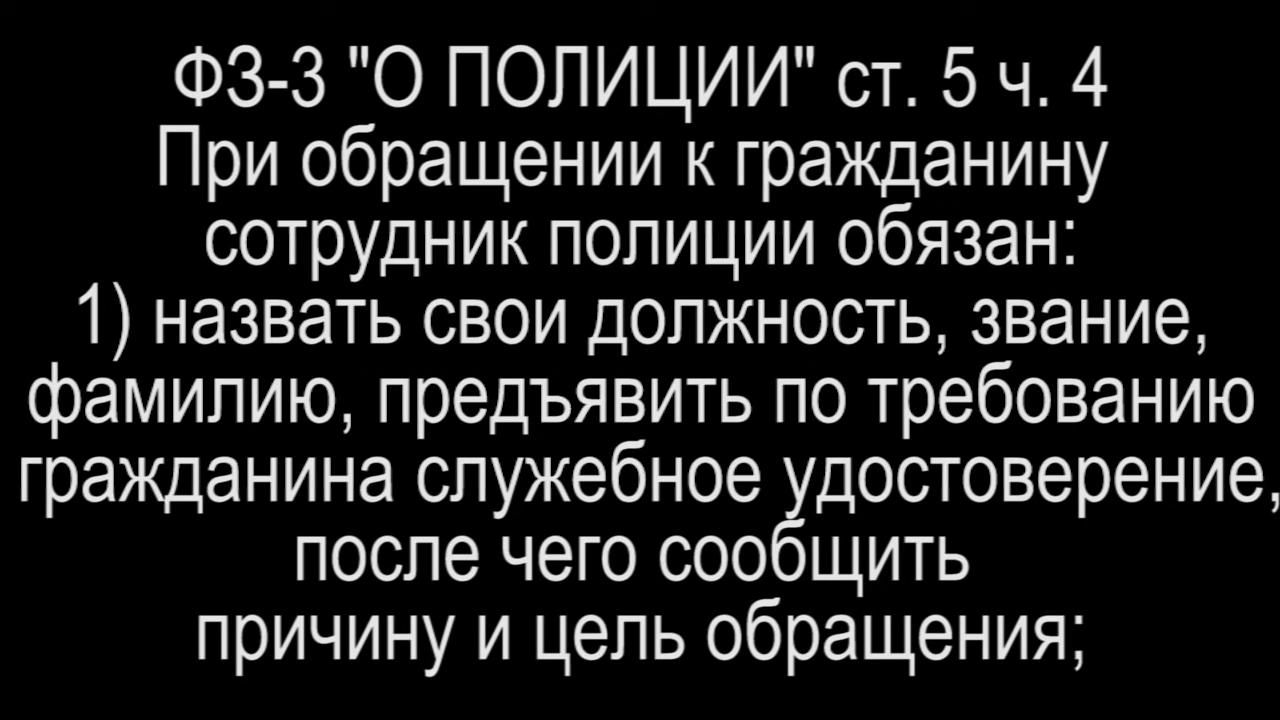 ФЗ-3 "О ПОЛИЦИИ" ст. 5 ч. 4
При обращении к гражданину
сотрудник полиции обязан:
1) назвать свои должность, звание,
фамилию, предъявить по требованию
гражданина служебное удостоверение,
после чего сообщить
причину и цель обращения;